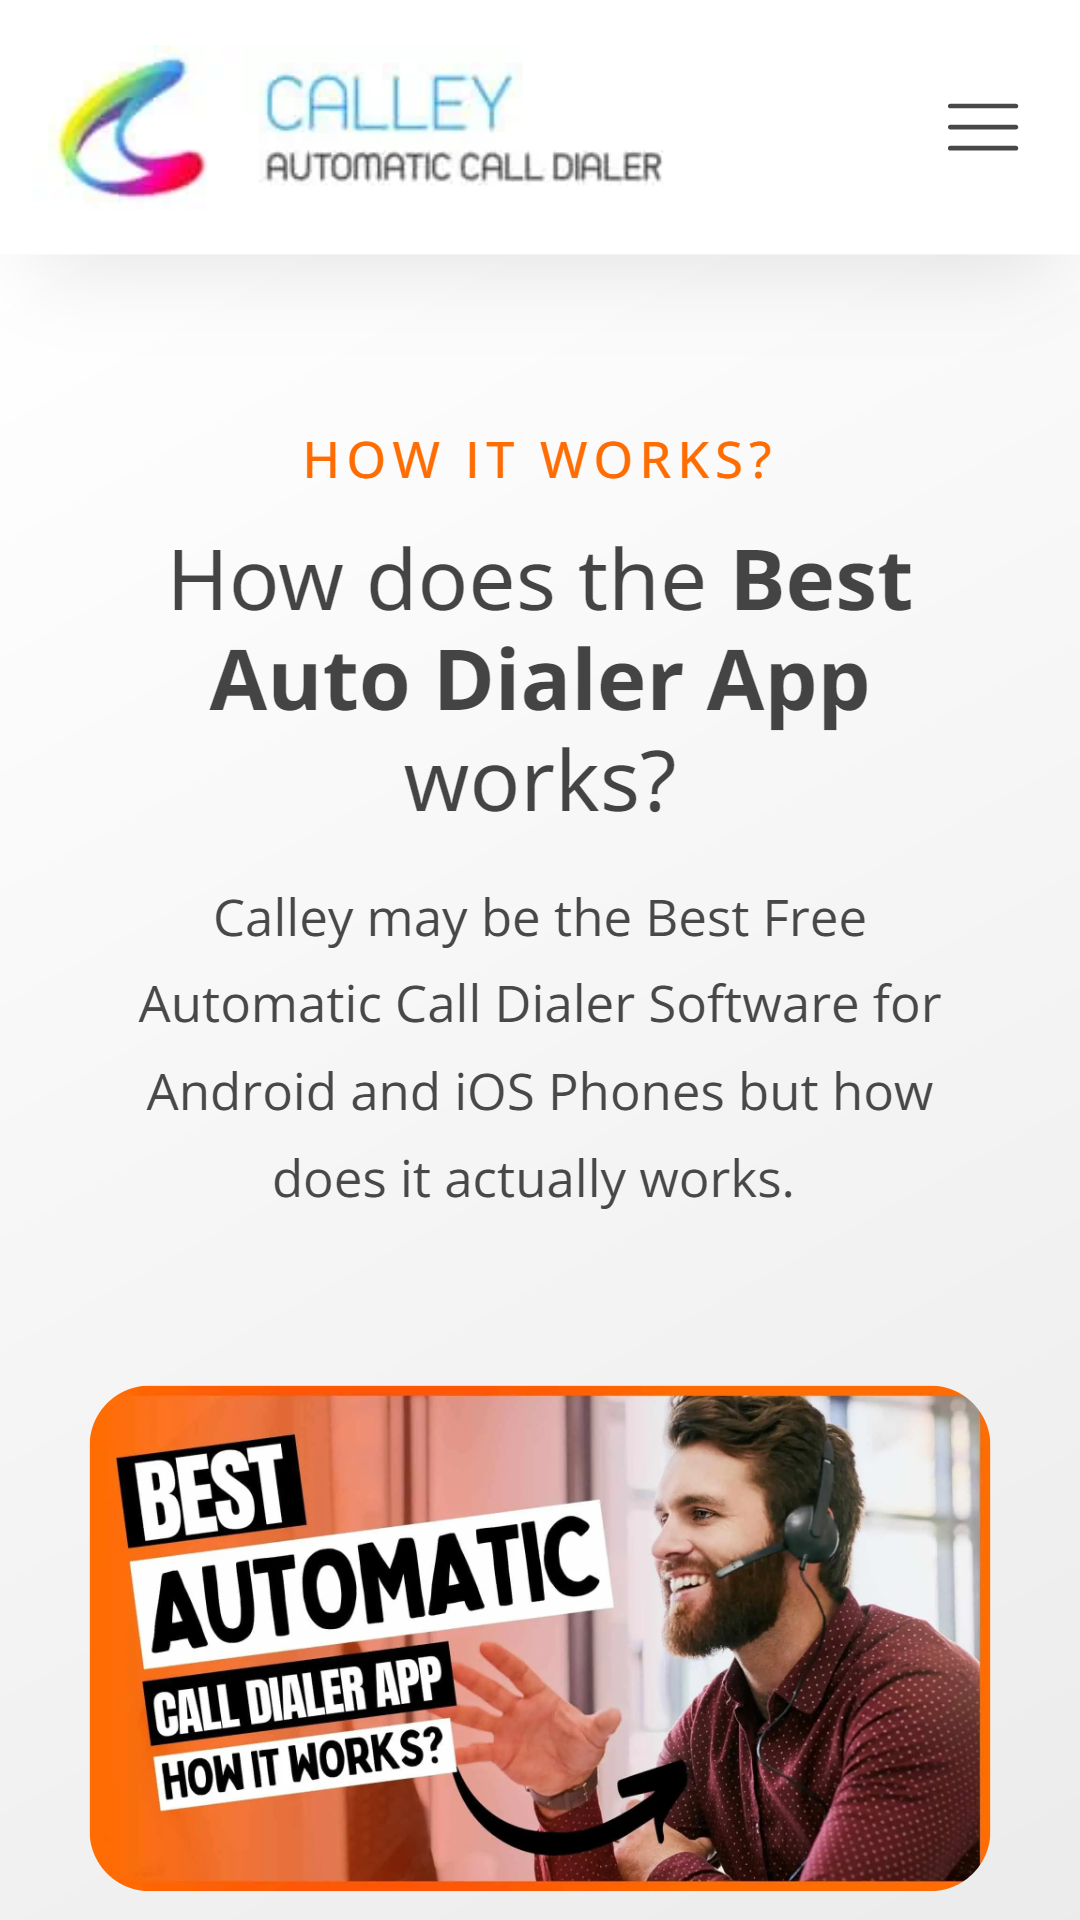 CALLEY
AUTOMATIC CALL DIALER
HOW IT WORKS?
How does the Best
Auto Dialer App
works?
Calley may be the Best Free
Automatic Call Dialer Software for
Android and iOS Phones but how
does it actually works.
BEST
AUTOMATIC
CALL DIALER APP
HOW IT WORKS?